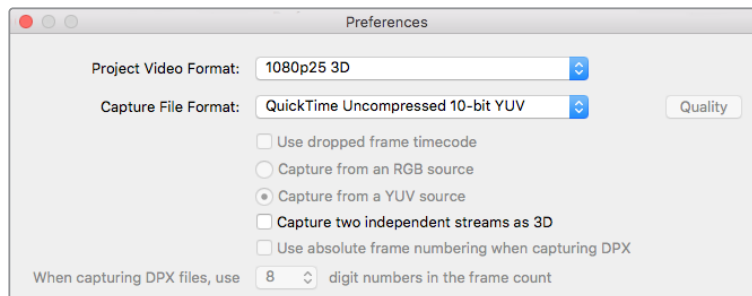 Preferences
Project Video Format: 1080p25 3D
Capture File Format: QuickTime Uncompressed 10-bit YUV Quality
Use dropped frame timecode
Capture from an RGB source
Capture from a YUV source
Capture two independent streams as 3D
Use absolute frame numbering when capturing DPX
When capturing DPX files, use 8 digit numbers in the frame count